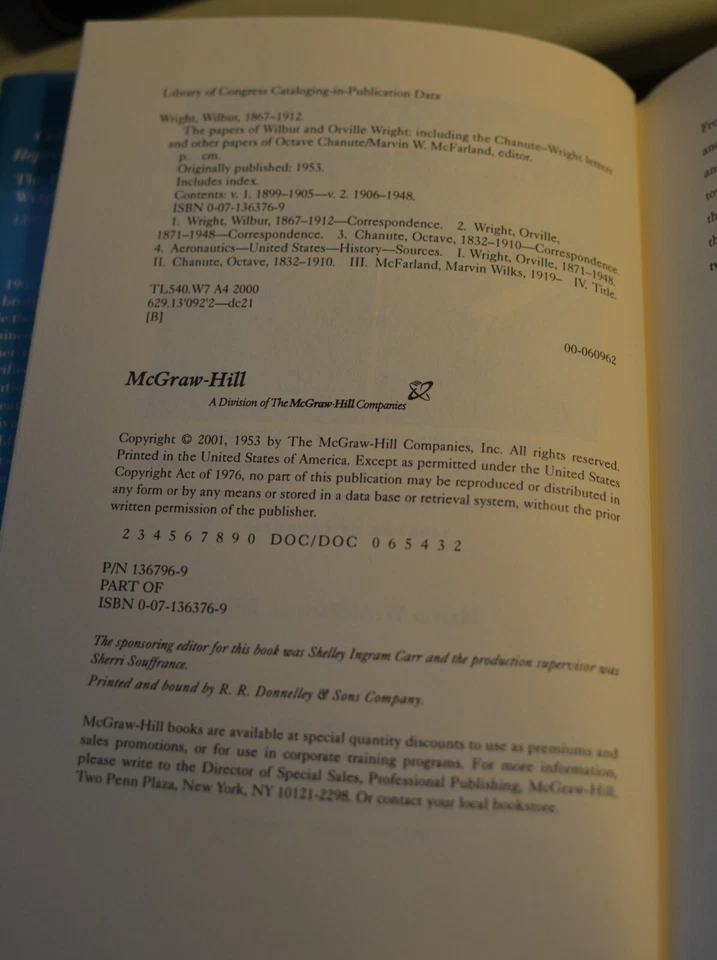 Library of Congress Cataloging-in-Publication Data
Wright, Wilbur, 1867–1912.
The papers of Wilbur and Orville Wright: including the Chanute–Wright letters
and other papers of Octave Chanute/Marvin W. McFarland, editor.
p. cm.
Originally published: 1953.
Includes index.
Contents: v. 1. 1899–1905—v. 2. 1906–1948.
ISBN 0-07-136376-9
1. Wright, Wilbur, 1867–1912—Correspondence. 2. Wright, Orville,
1871–1948—Correspondence. 3. Chanute, Octave, 1832–1910—Correspondence.
4. Aeronautics—United States—History—Sources. I. Wright, Orville, 1871–1948.
II. Chanute, Octave, 1832–1910. III. McFarland, Marvin Wilks, 1919– IV. Title.
TL540.W7 A4 2000
629.13'092'2—dc21
[B]
00-060962
McGraw-Hill
A Division of The McGraw-Hill Companies
Copyright © 2001, 1953 by The McGraw-Hill Companies, Inc. All rights reserved.
Printed in the United States of America. Except as permitted under the United States
Copyright Act of 1976, no part of this publication may be reproduced or distributed in
any form or by any means or stored in a data base or retrieval system, without the prior
written permission of the publisher.
2 3 4 5 6 7 8 9 0 DOC/DOC 0 6 5 4 3 2
P/N 136796-9
PART OF
ISBN 0-07-136376-9
The sponsoring editor for this book was Shelley Ingram Carr and the production supervisor was
Sherri Souffrance.
Printed and bound by R. R. Donnelley & Sons Company.
McGraw-Hill books are available at special quantity discounts to use as premiums and
sales promotions, or for use in corporate training programs. For more information,
please write to the Director of Special Sales, Professional Publishing, McGraw-Hill,
Two Penn Plaza, New York, NY 10121-2298. Or contact your local bookstore.